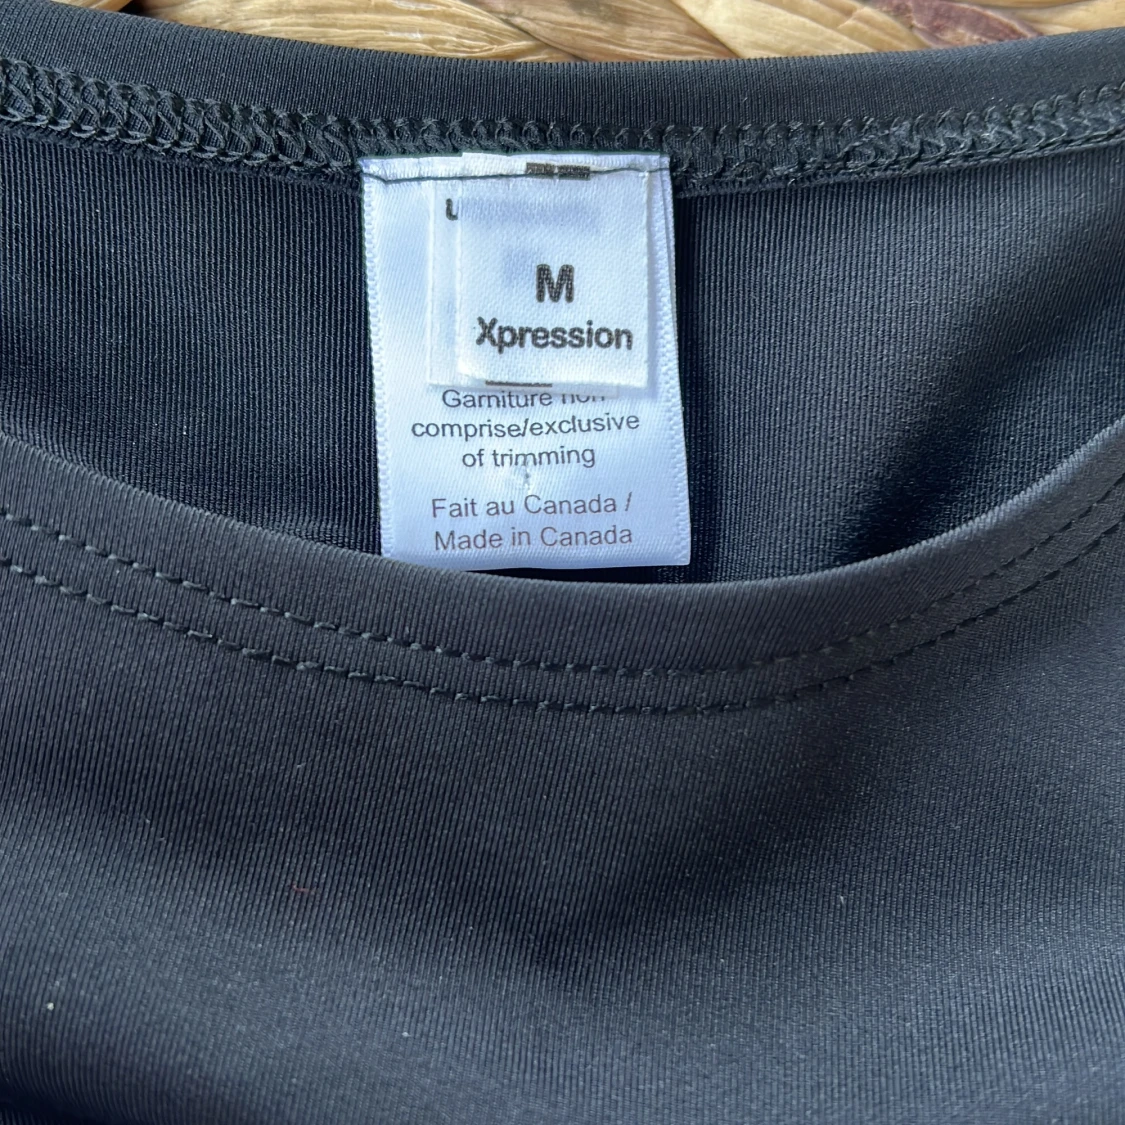 M
Xpression
Garniture non
comprise/exclusive
of trimming
Fait au Canada /
Made in Canada